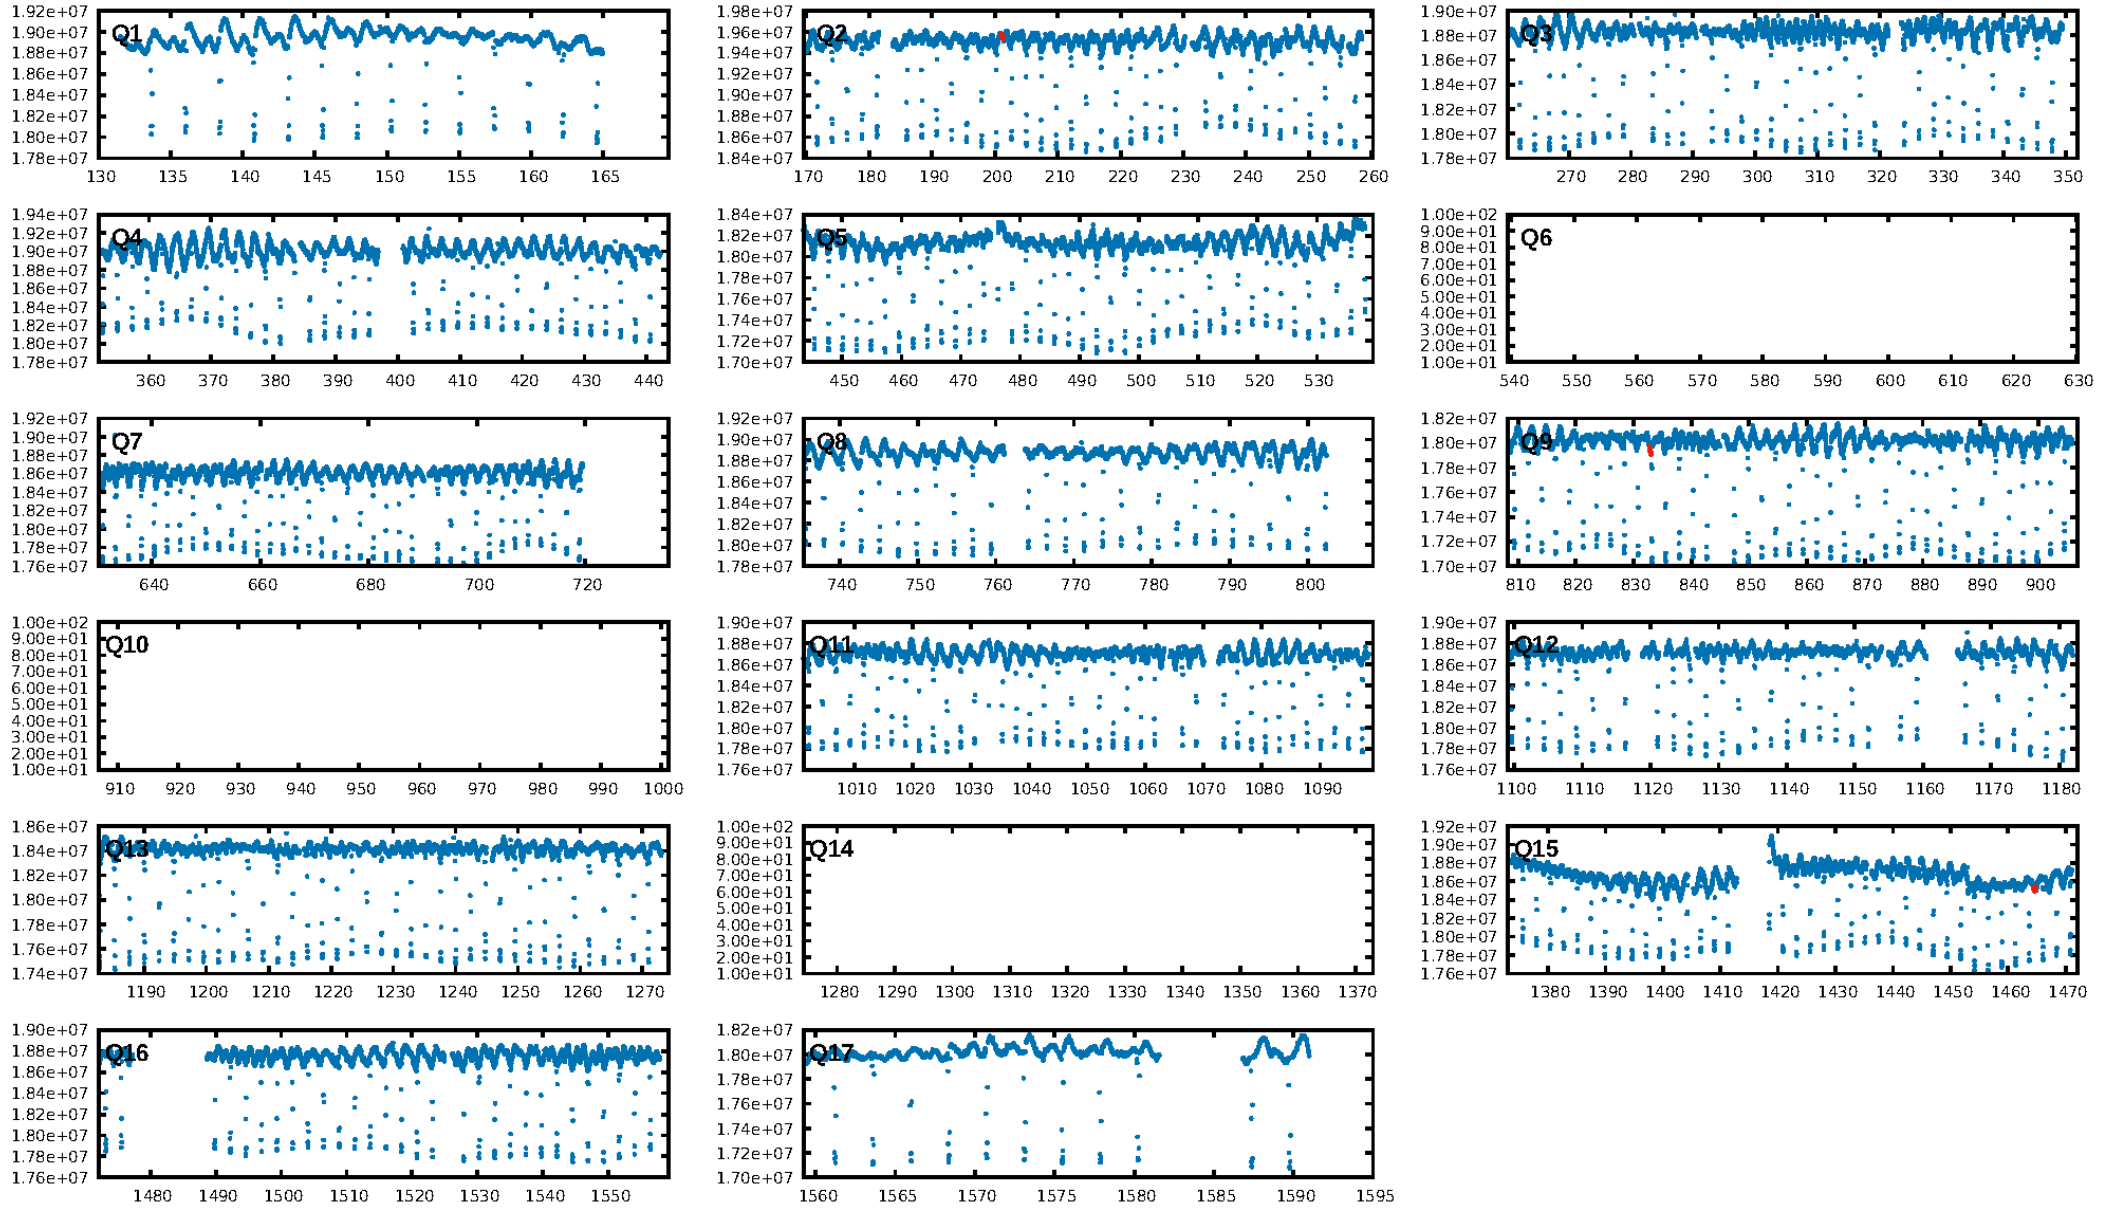 1.92e+07
1.90e+07
1.88e+07
1.86e+07
1.84e+07
1.82e+07
1.80e+07
1.78e+07
Q1
130 135 140 145 150 155 160 165
1.98e+07
1.96e+07
1.94e+07
1.92e+07
1.90e+07
1.88e+07
1.86e+07
1.84e+07
Q2
170 180 190 200 210 220 230 240 250 260
1.90e+07
1.88e+07
1.86e+07
1.84e+07
1.82e+07
1.80e+07
1.78e+07
Q3
270 280 290 300 310 320 330 340 350
1.94e+07
1.92e+07
1.90e+07
1.88e+07
1.86e+07
1.84e+07
1.82e+07
1.80e+07
1.78e+07
Q4
360 370 380 390 400 410 420 430 440
1.84e+07
1.82e+07
1.80e+07
1.78e+07
1.76e+07
1.74e+07
1.72e+07
1.70e+07
Q5
450 460 470 480 490 500 510 520 530
1.00e+02
9.00e+01
8.00e+01
7.00e+01
6.00e+01
5.00e+01
4.00e+01
3.00e+01
2.00e+01
1.00e+01
Q6
540 550 560 570 580 590 600 610 620 630
1.92e+07
1.90e+07
1.88e+07
1.86e+07
1.84e+07
1.82e+07
1.80e+07
1.78e+07
1.76e+07
Q7
640 660 680 700 720
1.92e+07
1.90e+07
1.88e+07
1.86e+07
1.84e+07
1.82e+07
1.80e+07
1.78e+07
Q8
740 750 760 770 780 790 800
1.82e+07
1.80e+07
1.78e+07
1.76e+07
1.74e+07
1.72e+07
1.70e+07
Q9
810 820 830 840 850 860 870 880 890 900
1.00e+02
9.00e+01
8.00e+01
7.00e+01
6.00e+01
5.00e+01
4.00e+01
3.00e+01
2.00e+01
1.00e+01
Q10
910 920 930 940 950 960 970 980 990 1000
1.90e+07
1.88e+07
1.86e+07
1.84e+07
1.82e+07
1.80e+07
1.78e+07
1.76e+07
Q11
1010 1020 1030 1040 1050 1060 1070 1080 1090
1.90e+07
1.88e+07
1.86e+07
1.84e+07
1.82e+07
1.80e+07
1.78e+07
1.76e+07
Q12
1100 1110 1120 1130 1140 1150 1160 1170 1180
1.86e+07
1.84e+07
1.82e+07
1.80e+07
1.78e+07
1.76e+07
1.74e+07
Q13
1190 1200 1210 1220 1230 1240 1250 1260 1270
1.00e+02
9.00e+01
8.00e+01
7.00e+01
6.00e+01
5.00e+01
4.00e+01
3.00e+01
2.00e+01
1.00e+01
Q14
1280 1290 1300 1310 1320 1330 1340 1350 1360 1370
1.92e+07
1.90e+07
1.88e+07
1.86e+07
1.84e+07
1.82e+07
1.80e+07
1.78e+07
1.76e+07
Q15
1380 1390 1400 1410 1420 1430 1440 1450 1460 1470
1.90e+07
1.88e+07
1.86e+07
1.84e+07
1.82e+07
1.80e+07
1.78e+07
1.76e+07
Q16
1480 1490 1500 1510 1520 1530 1540 1550
1.82e+07
1.80e+07
1.78e+07
1.76e+07
1.74e+07
1.72e+07
1.70e+07
Q17
1560 1565 1570 1575 1580 1585 1590 1595